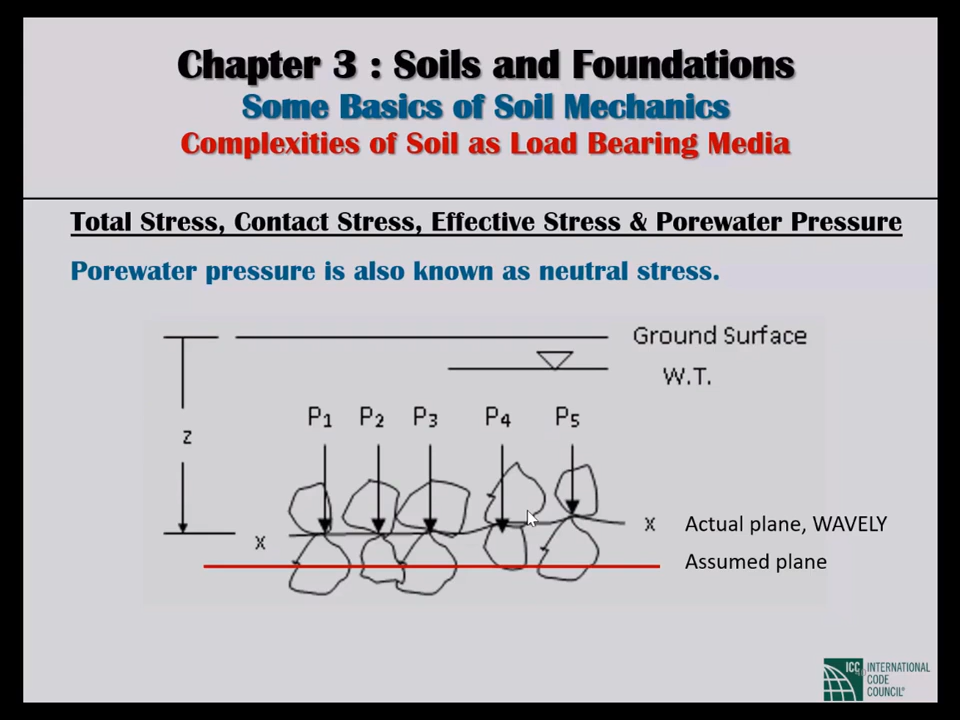 Chapter 3 : Soils and Foundations
Some Basics of Soil Mechanics
Complexities of Soil as Load Bearing Media
Total Stress, Contact Stress, Effective Stress & Porewater Pressure
Porewater pressure is also known as neutral stress.
Ground Surface
W.T.
P1 P2 P3 P4 P5
z
x Actual plane, WAVELY
x
Assumed plane
ICC INTERNATIONAL
CODE
COUNCIL®